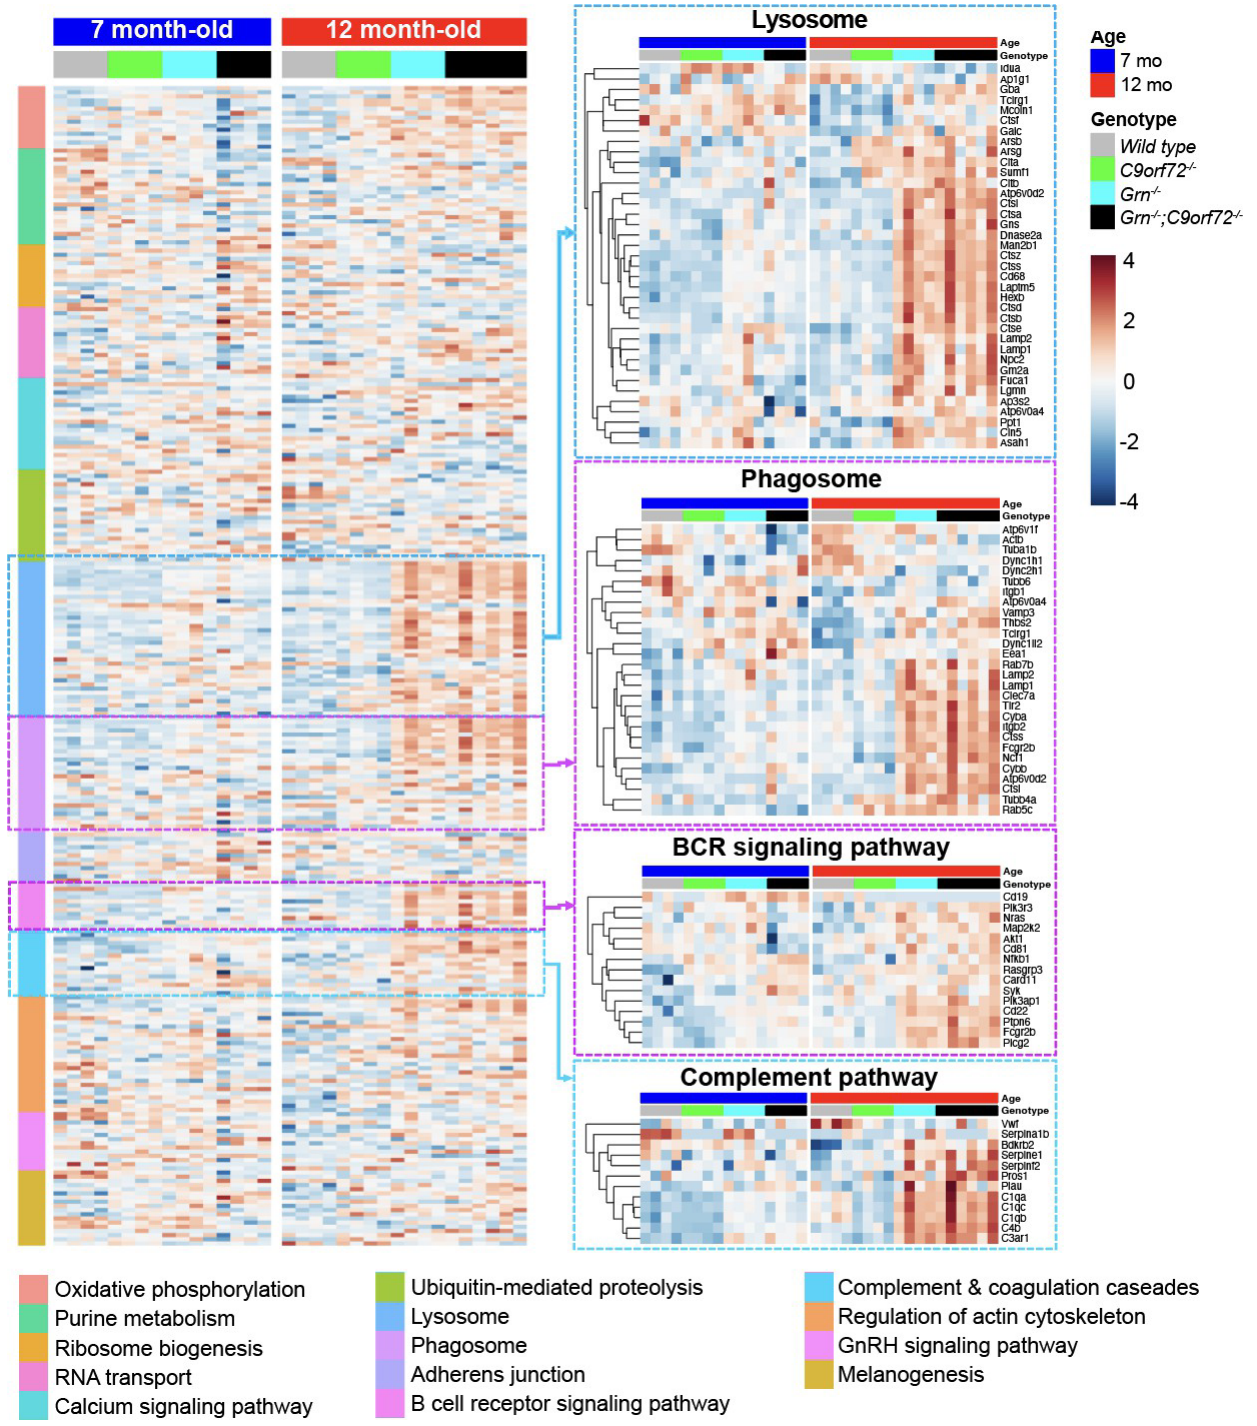 7 month-old
12 month-old
Lysosome
Age
Genotype
Idua
Ap1g1
Gba
Tcirg1
Mcoln1
Ctsf
Galc
Arsb
Arsg
Clta
Sumf1
Cltb
Atp6v0d2
Ctsl
Ctsa
Gns
Dnase2a
Man2b1
Ctsz
Ctss
Cd68
Laptm5
Hexb
Ctsd
Ctsb
Ctse
Lamp2
Lamp1
Npc2
Gm2a
Fuca1
Lgmn
Ap3s2
Atp6v0a4
Ppt1
Cln5
Asah1
Phagosome
Age
Genotype
Atp6v1f
Actb
Tuba1b
Dync1h1
Dync2h1
Tubb6
Itgb1
Atp6v0a4
Vamp3
Thbs2
Tcirg1
Dync1li2
Eea1
Rab7b
Lamp2
Lamp1
Clec7a
Tlr2
Cyba
Itgb2
Ctss
Fcgr2b
Ncf1
Cybb
Atp6v0d2
Ctsl
Tubb4a
Rab5c
BCR signaling pathway
Age
Genotype
Cd19
Pik3r3
Nras
Map2k2
Akt1
Cd81
Nfkb1
Rasgrp3
Card11
Syk
Pik3ap1
Cd22
Ptpn6
Fcgr2b
Plcg2
Complement pathway
Age
Genotype
Vwf
Serpina1b
Bdkrb2
Serpine1
Serpinf2
Pros1
Plau
C1qa
C1qc
C1qb
C4b
C3ar1
Age
7 mo
12 mo
Genotype
Wild type
C9orf72-/-
Grn-/-
Grn-/-;C9orf72-/-
4
2
0
-2
-4
Oxidative phosphorylation
Purine metabolism
Ribosome biogenesis
RNA transport
Calcium signaling pathway
Ubiquitin-mediated proteolysis
Lysosome
Phagosome
Adherens junction
B cell receptor signaling pathway
Complement & coagulation caseades
Regulation of actin cytoskeleton
GnRH signaling pathway
Melanogenesis